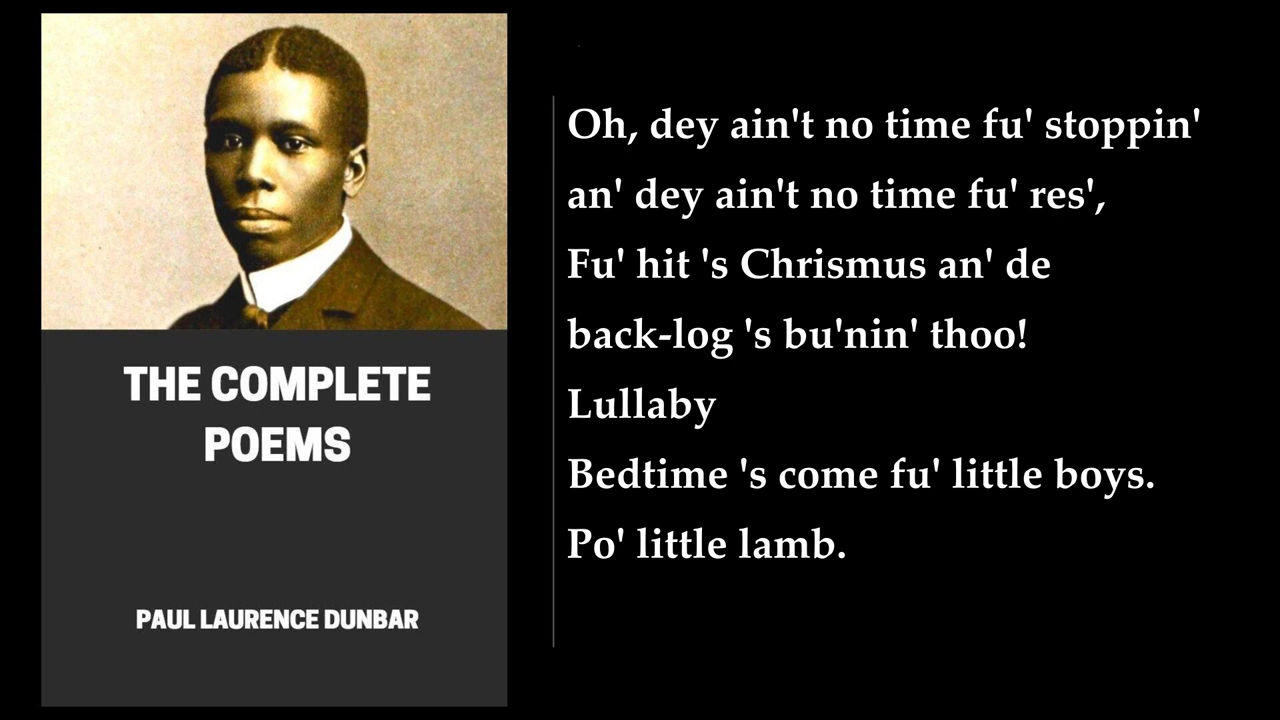 THE COMPLETE
POEMS
PAUL LAURENCE DUNBAR
Oh, dey ain't no time fu' stoppin'
an' dey ain't no time fu' res',
Fu' hit 's Chrismus an' de
back-log 's bu'nin' thoo!
Lullaby
Bedtime 's come fu' little boys.
Po' little lamb.